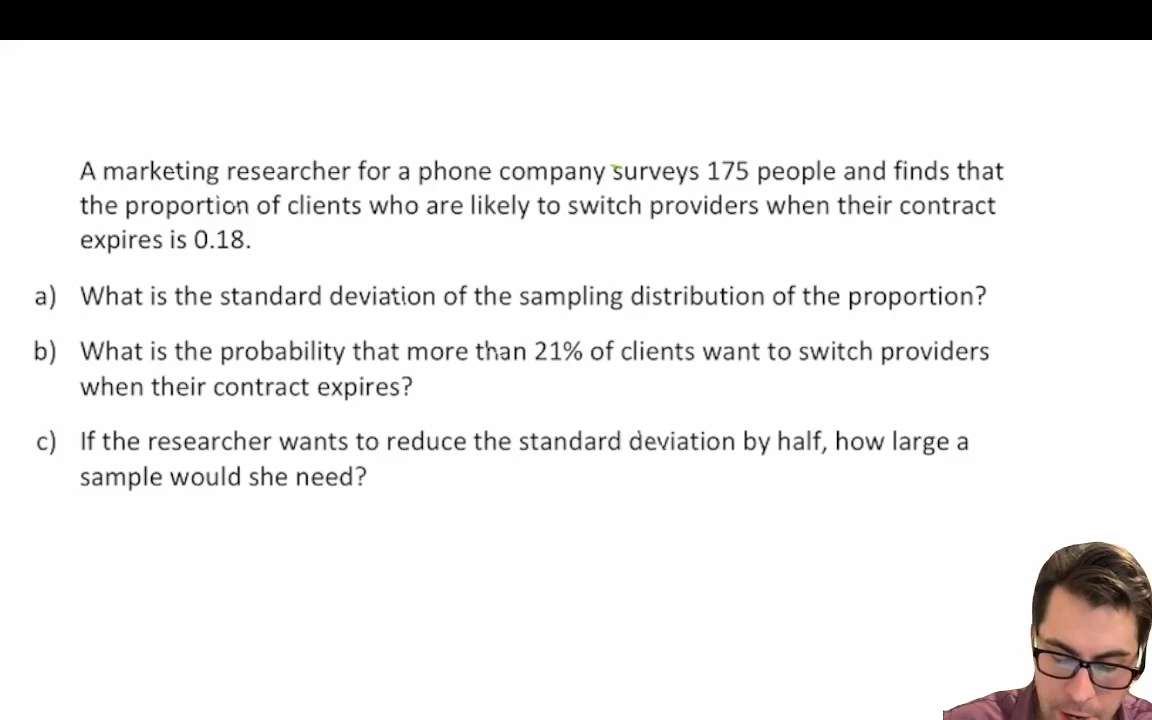 A marketing researcher for a phone company surveys 175 people and finds that
the proportion of clients who are likely to switch providers when their contract
expires is 0.18.
a) What is the standard deviation of the sampling distribution of the proportion?
b) What is the probability that more than 21% of clients want to switch providers
when their contract expires?
c) If the researcher wants to reduce the standard deviation by half, how large a
sample would she need?